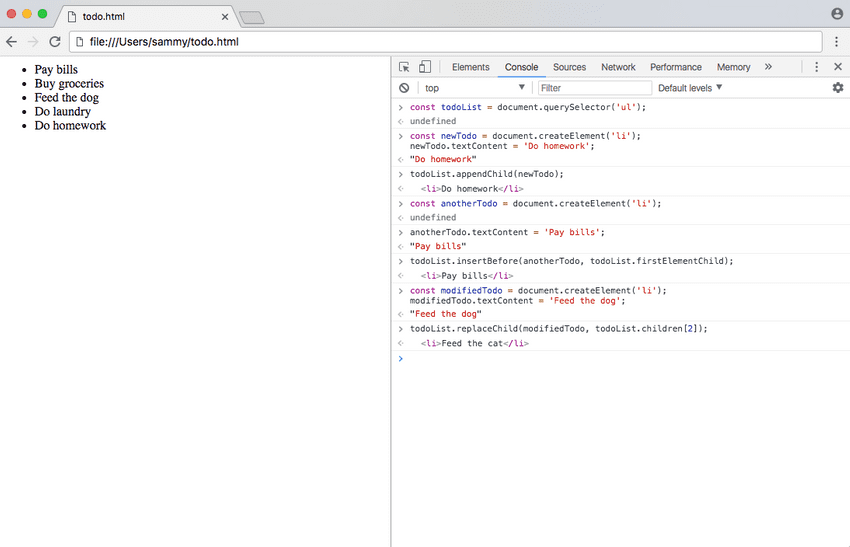 todo.html
file:///Users/sammy/todo.html
Pay bills
Buy groceries
Feed the dog
Do laundry
Do homework
Elements Console Sources Network Performance Memory »
top Filter Default levels
> const todoList = document.querySelector('ul');
undefined
> const newTodo = document.createElement('li');
newTodo.textContent = 'Do homework';
"Do homework"
> todoList.appendChild(newTodo);
<li>Do homework</li>
> const anotherTodo = document.createElement('li');
undefined
> anotherTodo.textContent = 'Pay bills';
"Pay bills"
> todoList.insertBefore(anotherTodo, todoList.firstElementChild);
<li>Pay bills</li>
> const modifiedTodo = document.createElement('li');
modifiedTodo.textContent = 'Feed the dog';
"Feed the dog"
> todoList.replaceChild(modifiedTodo, todoList.children[2]);
<li>Feed the cat</li>
>